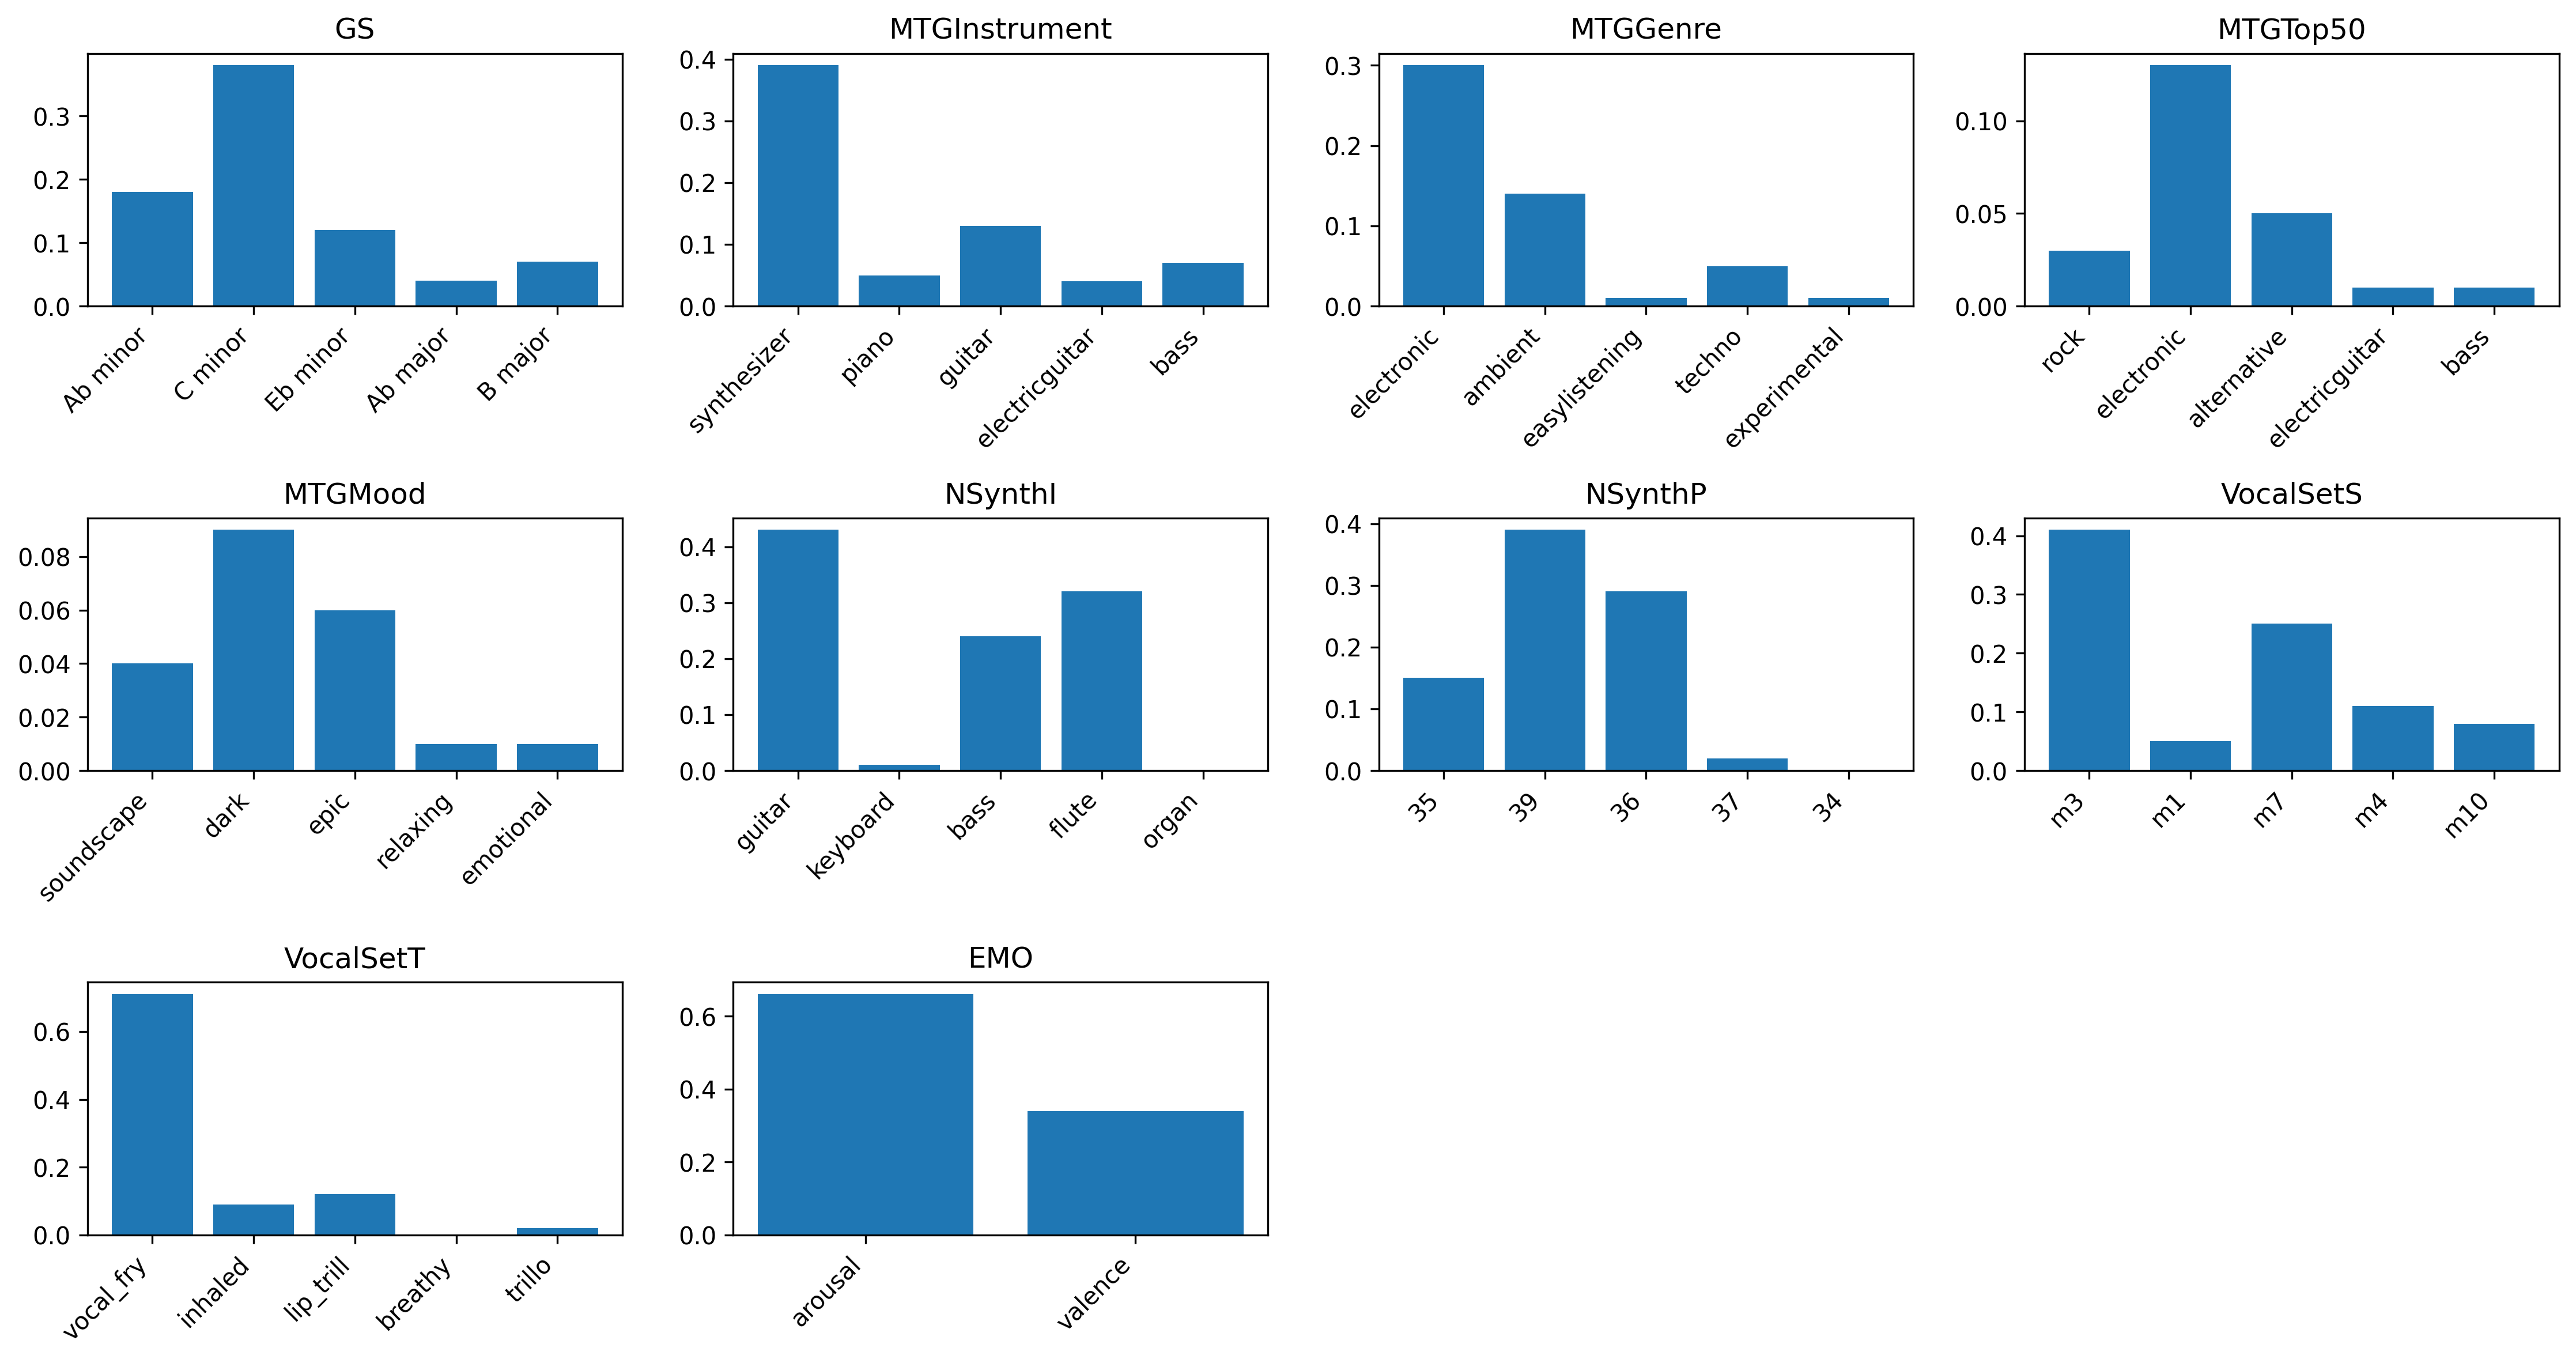 GS
0.3
0.2
0.1
0.0
Ab minor
C minor
Eb minor
Ab major
B major
MTGInstrument
0.4
0.3
0.2
0.1
0.0
synthesizer
piano
guitar
electricguitar
bass
MTGGenre
0.3
0.2
0.1
0.0
electronic
ambient
easylistening
techno
experimental
MTGTop50
0.10
0.05
0.00
rock
electronic
alternative
electricguitar
bass
MTGMood
0.08
0.06
0.04
0.02
0.00
soundscape
dark
epic
relaxing
emotional
NSynthI
0.4
0.3
0.2
0.1
0.0
guitar
keyboard
bass
flute
organ
NSynthP
0.4
0.3
0.2
0.1
0.0
35
39
36
37
34
VocalSetS
0.4
0.3
0.2
0.1
0.0
m3
m1
m7
m4
m10
VocalSetT
0.6
0.4
0.2
0.0
vocal_fry
inhaled
lip_trill
breathy
trillo
EMO
0.6
0.4
0.2
0.0
arousal
valence